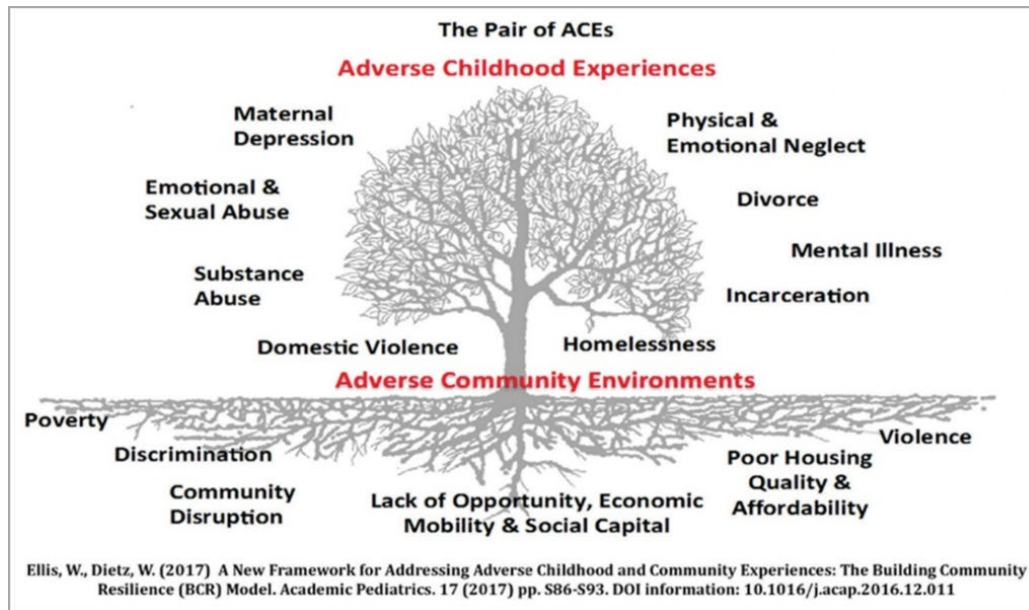 The Pair of ACEs
Adverse Childhood Experiences
Maternal
Depression
Physical &
Emotional Neglect
Emotional &
Sexual Abuse
Divorce
Mental Illness
Substance
Abuse
Incarceration
Domestic Violence
Homelessness
Adverse Community Environments
Poverty
Discrimination
Community
Disruption
Lack of Opportunity, Economic
Mobility & Social Capital
Poor Housing
Quality &
Affordability
Violence
Ellis, W., Dietz, W. (2017) A New Framework for Addressing Adverse Childhood and Community Experiences: The Building Community
Resilience (BCR) Model. Academic Pediatrics. 17 (2017) pp. S86-S93. DOI information: 10.1016/j.acap.2016.12.011